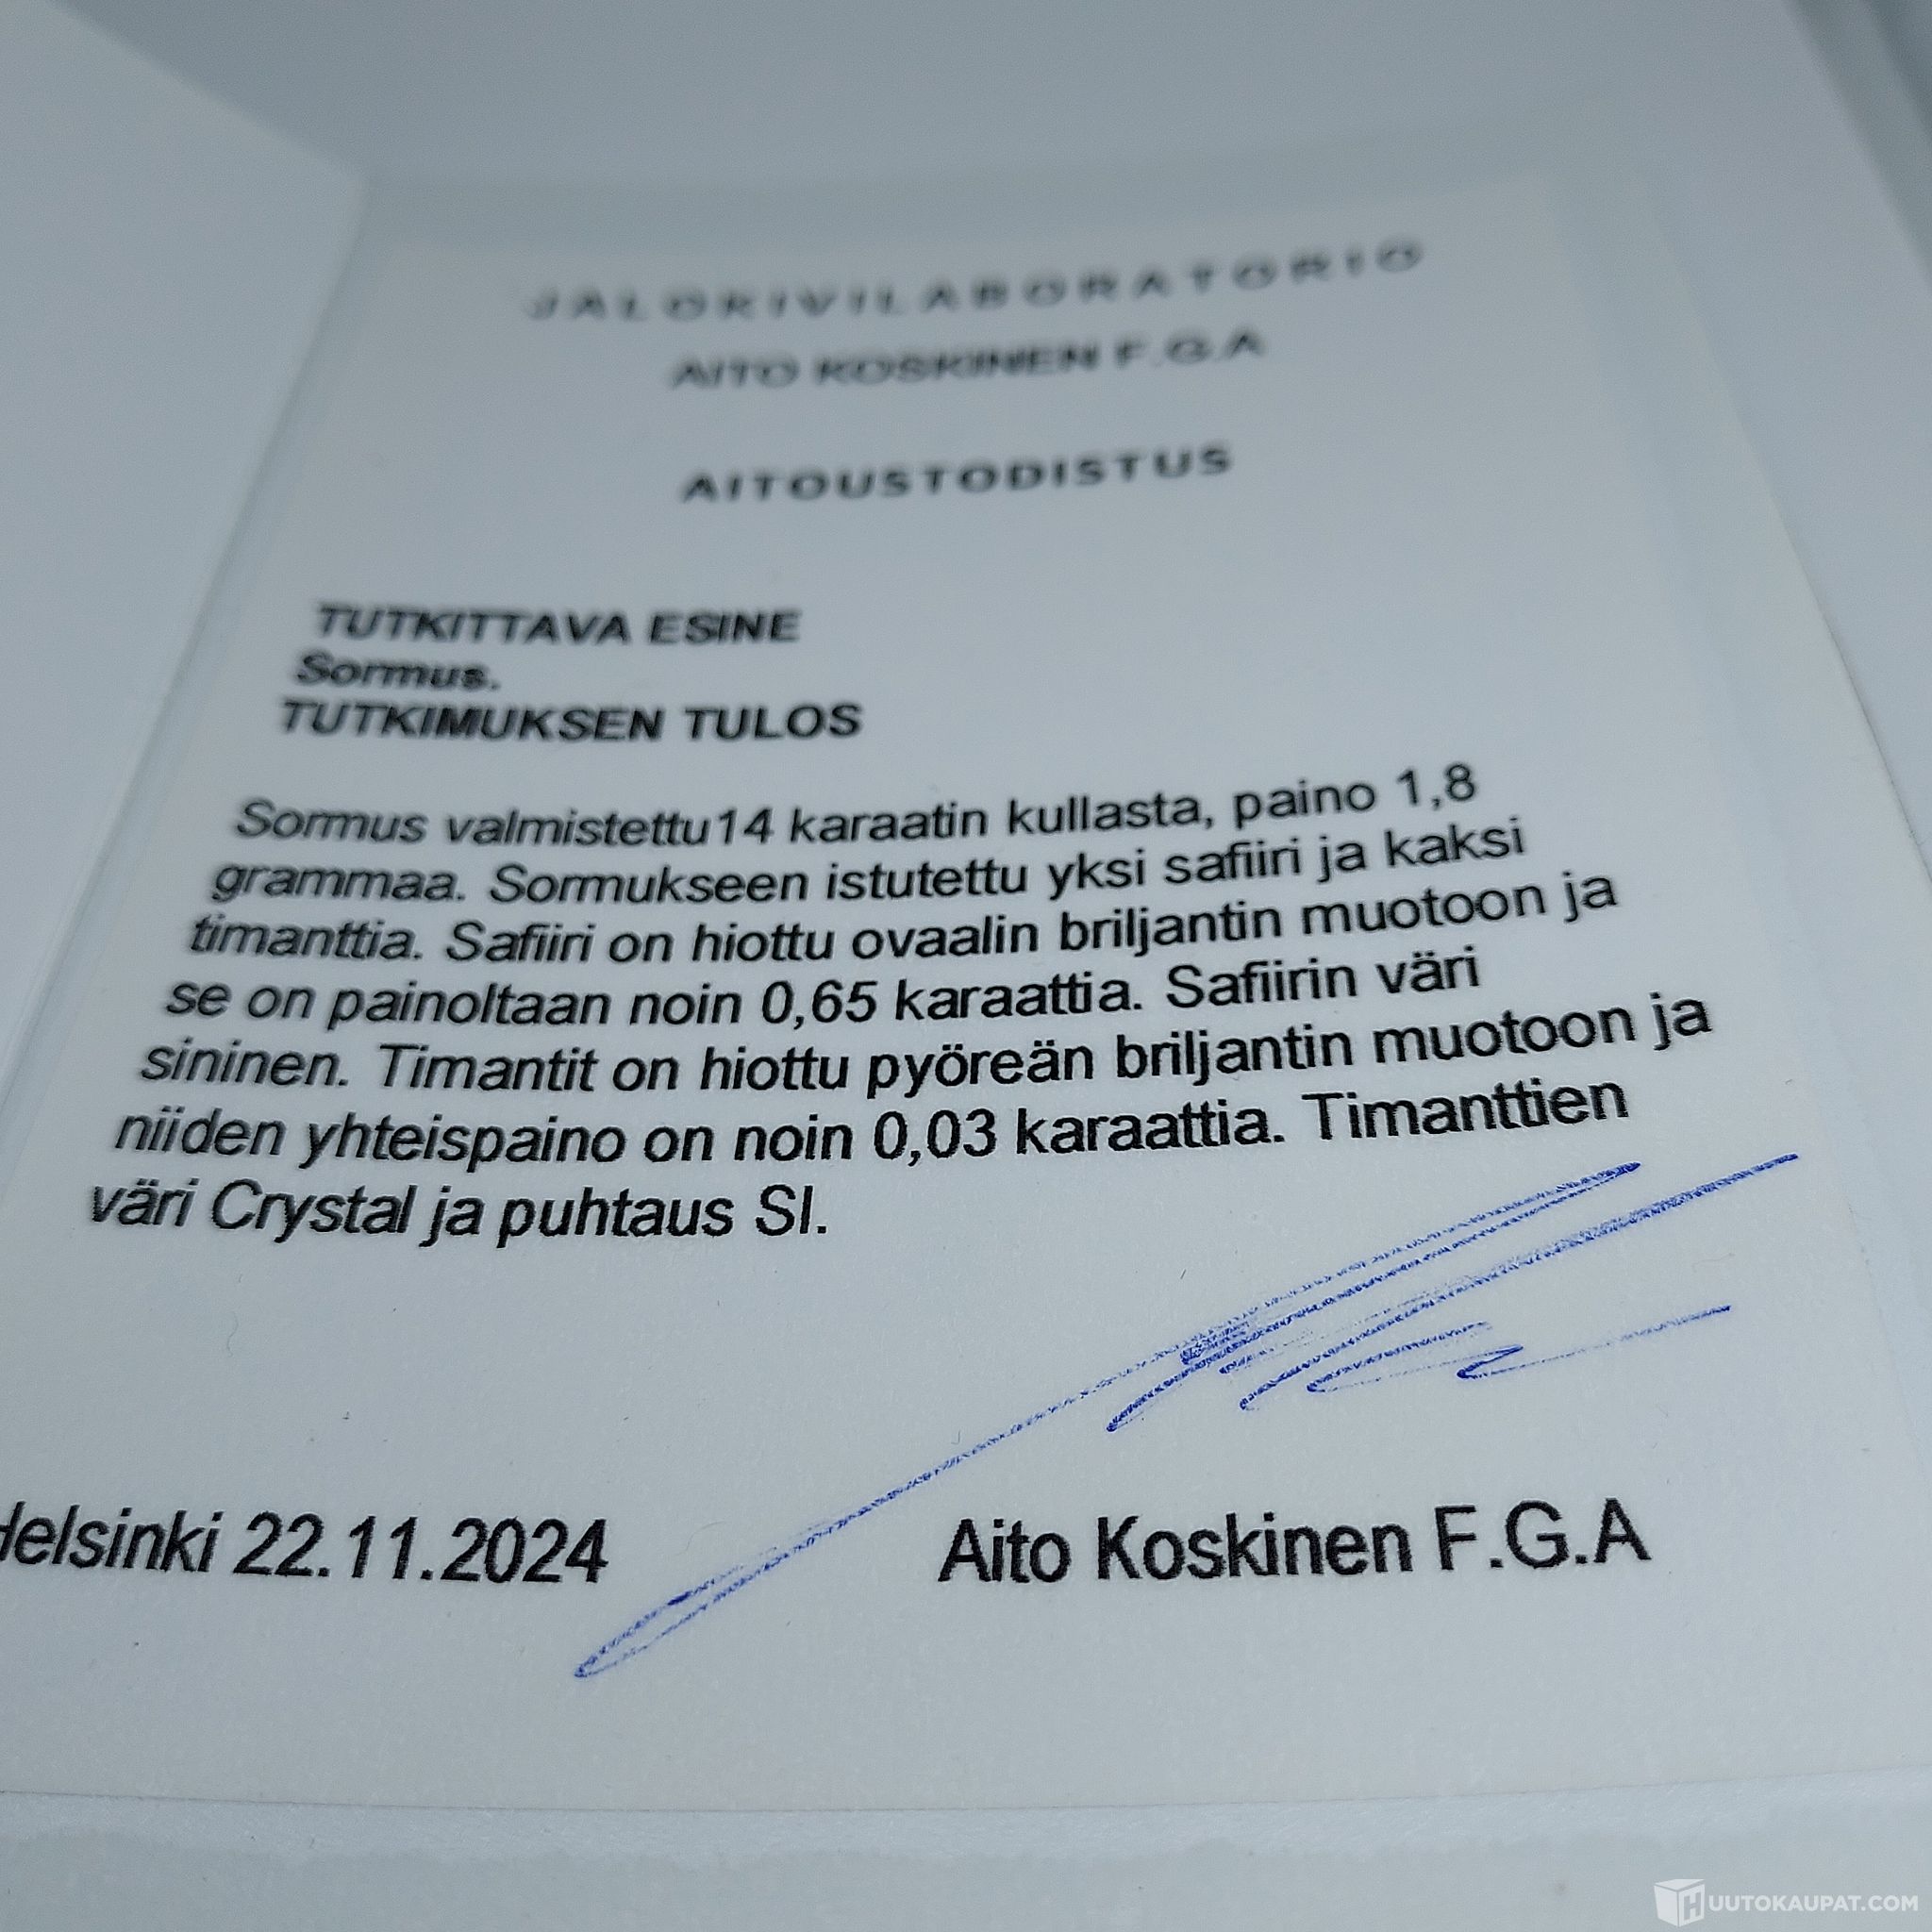 JALOKIVILABORATORIO
AITO KOSKINEN F.G.A
AITOUSTODISTUS
TUTKITTAVA ESINE
Sormus.
TUTKIMUKSEN TULOS
Sormus valmistettu14 karaatin kullasta, paino 1,8
grammaa. Sormukseen istutettu yksi safiiri ja kaksi
timanttia. Safiiri on hiottu ovaalin briljantin muotoon ja
se on painoltaan noin 0,65 karaattia. Safiirin väri
sininen. Timantit on hiottu pyöreän briljantin muotoon ja
niiden yhteispaino on noin 0,03 karaattia. Timanttien
väri Crystal ja puhtaus SI.
Helsinki 22.11.2024
Aito Koskinen F.G.A
HUUTOKAUPAT.COM